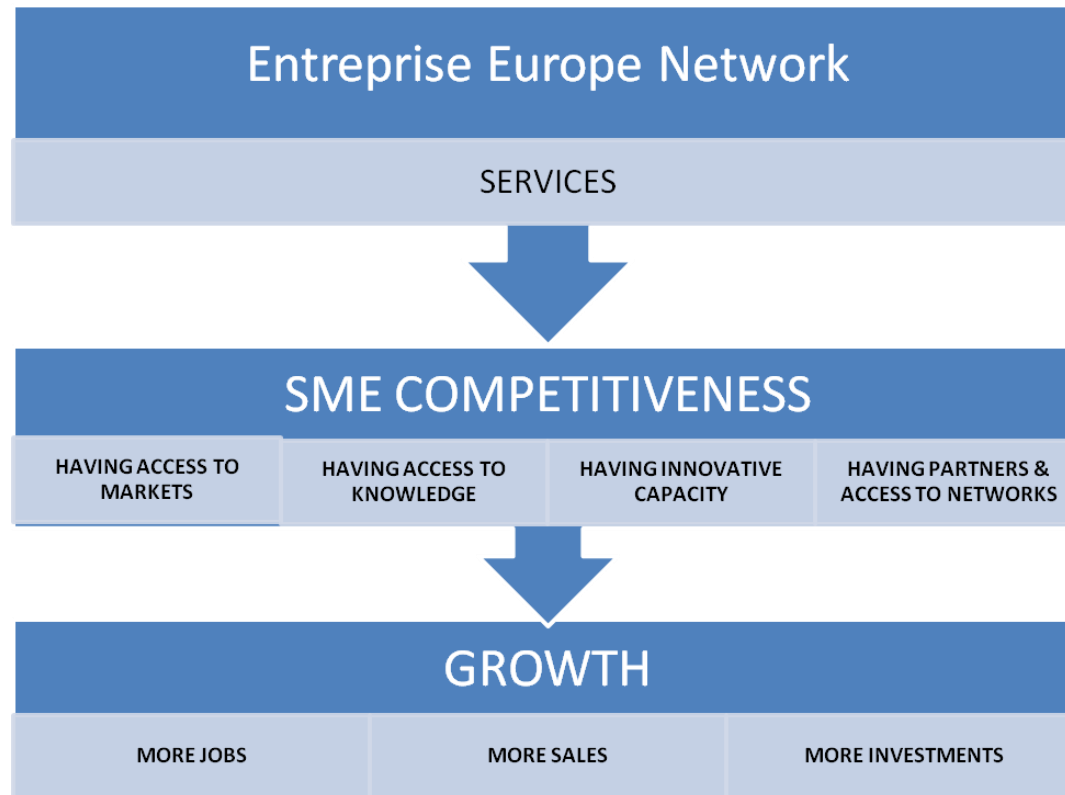 Entreprise Europe Network
SERVICES
SME COMPETITIVENESS
HAVING ACCESS TO
MARKETS
HAVING ACCESS TO
KNOWLEDGE
HAVING INNOVATIVE
CAPACITY
HAVING PARTNERS &
ACCESS TO NETWORKS
GROWTH
MORE JOBS
MORE SALES
MORE INVESTMENTS